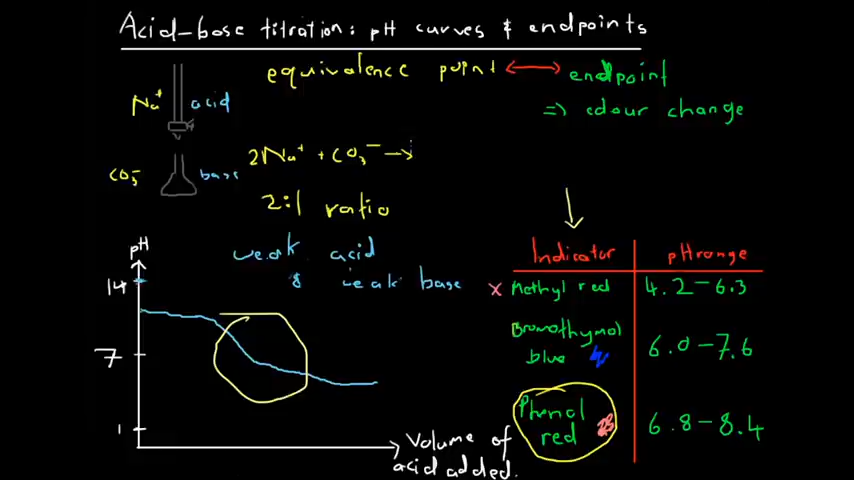 Acid-base titration: pH curves & endpoints
equivalence point ↔ endpoint
⇒ colour change
Na⁺ acid
CO₃⁻ base
2Na⁺ + CO₃⁻ →
2:1 ratio
weak acid
& weak base
pH
14
7
1
Volume of
acid added.
Indicator pH range
x Methyl red 4.2 – 6.3
Bromothymol
blue 6.0 – 7.6
Phenol
red 6.8 – 8.4